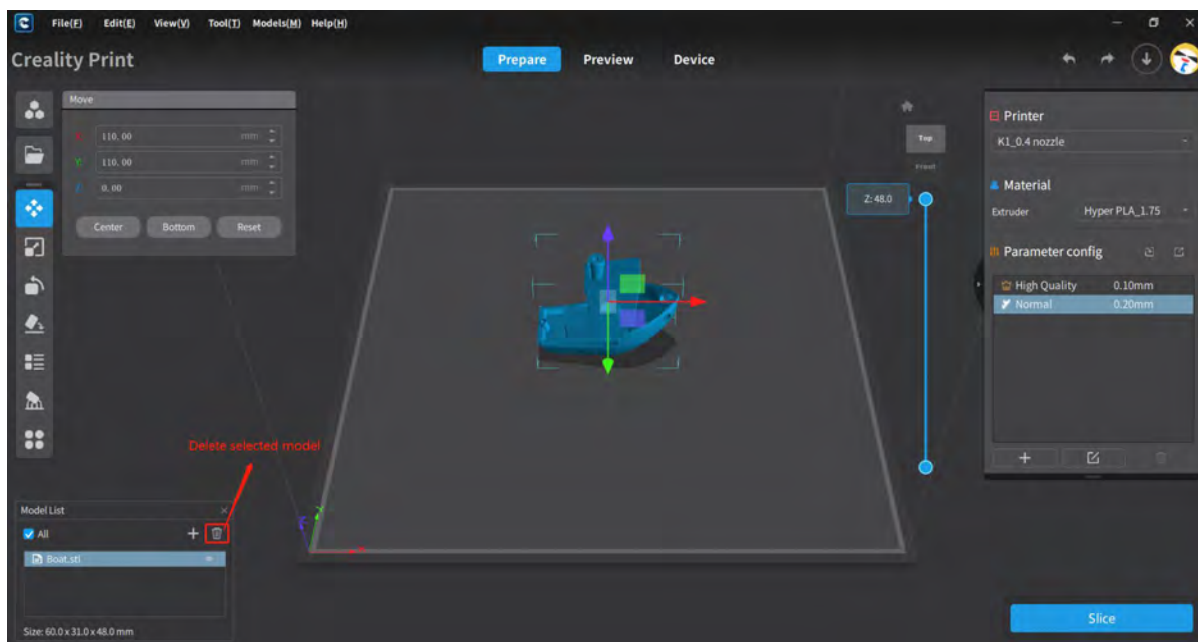 File(F) Edit(E) View(V) Tool(T) Models(M) Help(H)
Creality Print
Prepare Preview Device
Move
X: 110.00 mm
Y: 110.00 mm
0.00 mm
Center Bottom Reset
Top
Front
Z: 48.0
Printer
K1_0.4 nozzle
Material
Extruder Hyper PLA_1.75
Parameter config
High Quality 0.10mm
Normal 0.20mm
Delete selected model
Model List
All
Boat.stl
Size: 60.0 x 31.0 x 48.0 mm
Slice